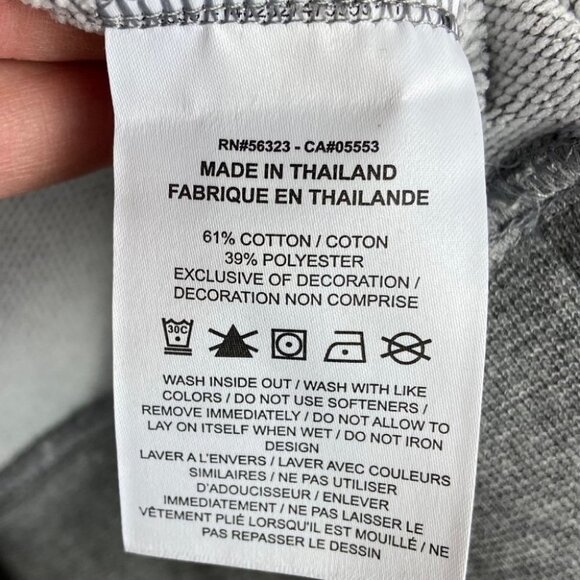 RN#56323 - CA#05553
MADE IN THAILAND
FABRIQUE EN THAILANDE
61% COTTON / COTON
39% POLYESTER
EXCLUSIVE OF DECORATION /
DECORATION NON COMPRISE
30C
WASH INSIDE OUT / WASH WITH LIKE
COLORS / DO NOT USE SOFTENERS /
REMOVE IMMEDIATELY / DO NOT ALLOW TO
LAY ON ITSELF WHEN WET / DO NOT IRON
DESIGN
LAVER A L'ENVERS / LAVER AVEC COULEURS
SIMILAIRES / NE PAS UTILISER
D'ADOUCISSEUR / ENLEVER
IMMEDIATEMENT / NE PAS LAISSER LE
VÊTEMENT PLIÉ LORSQU'IL EST MOUILLÉ / NE
PAS REPASSER LE DESSIN